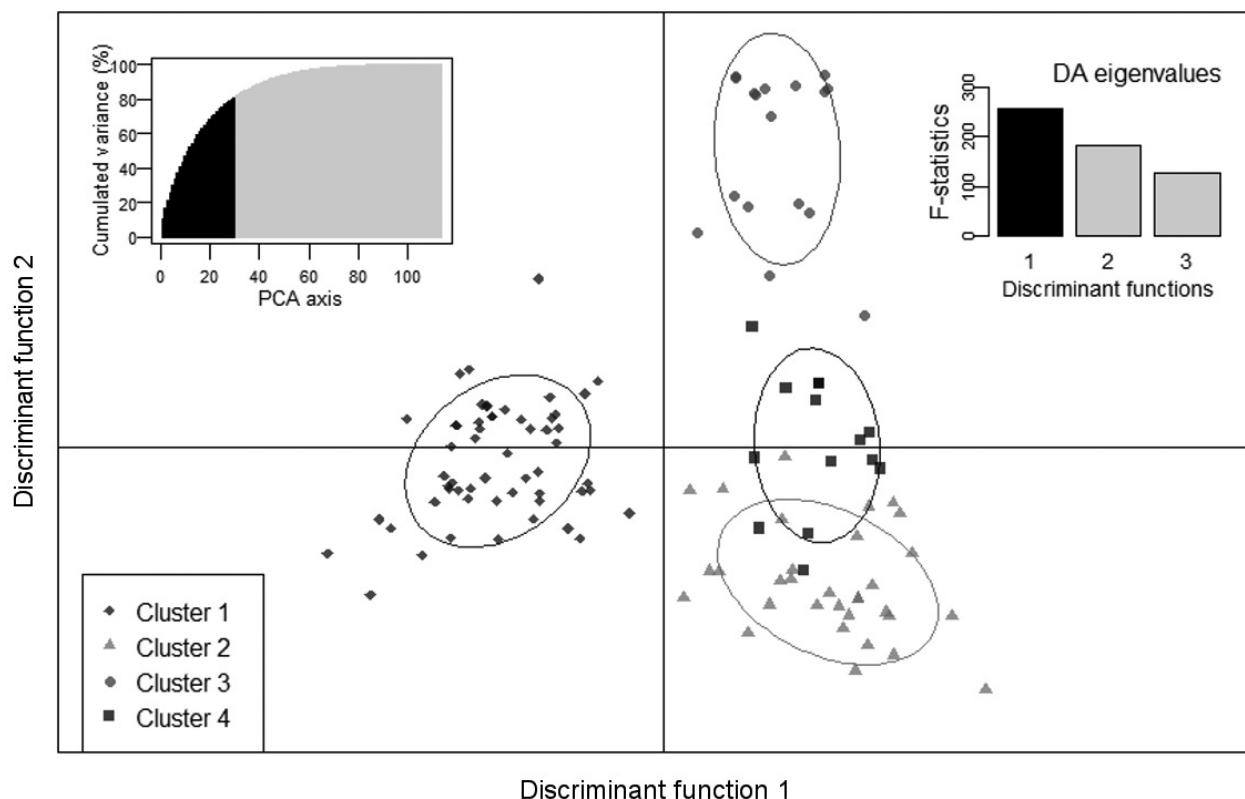 Cumulated variance (%)
100
80
60
40
20
0
0 20 40 60 80 100
PCA axis
DA eigenvalues
F-statistics
300
200
100
0
1 2 3
Discriminant functions
Discriminant function 2
Cluster 1
Cluster 2
Cluster 3
Cluster 4
Discriminant function 1